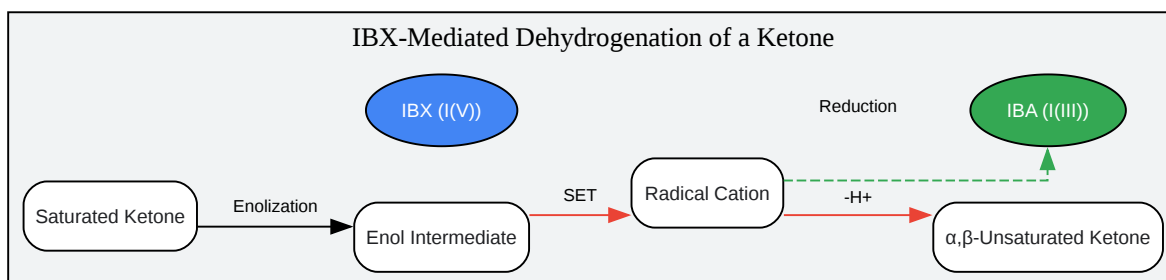 IBX-Mediated Dehydrogenation of a Ketone
IBX (I(V))
Reduction
IBA (I(III))
Saturated Ketone
Enolization
Enol Intermediate
SET
Radical Cation
-H+
α,β-Unsaturated Ketone